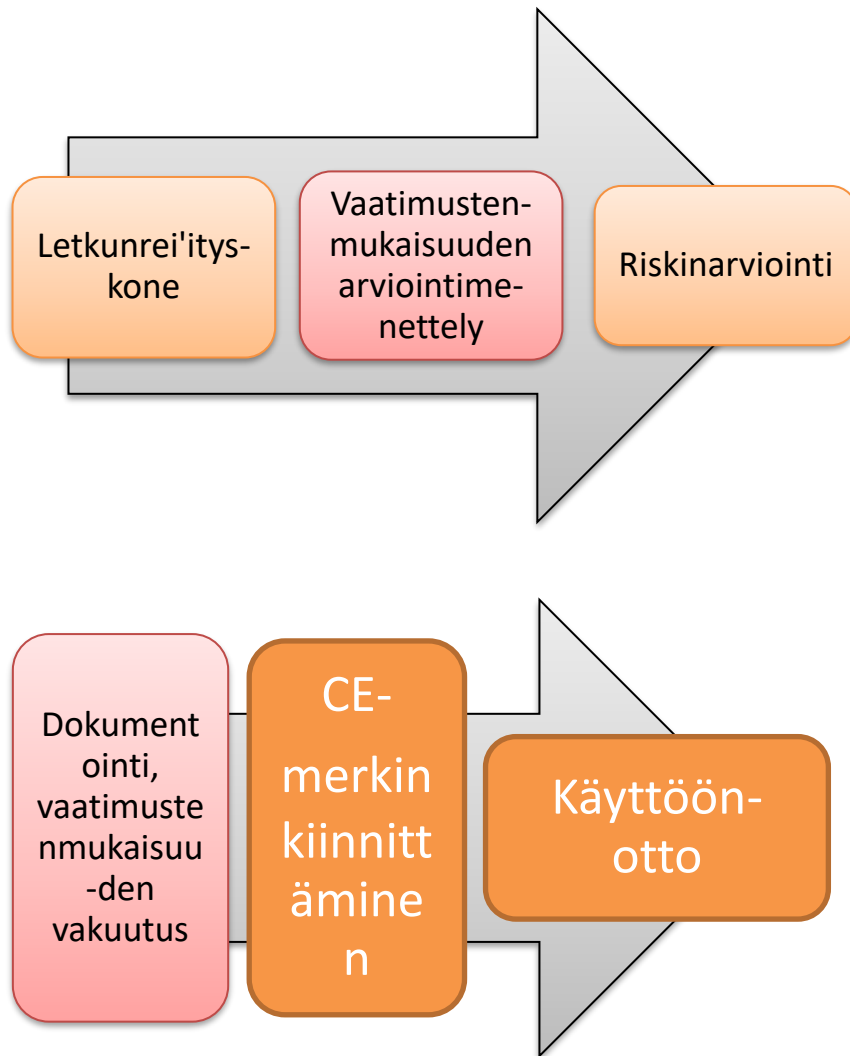 Letkunrei'itys-
kone
Vaatimusten-
mukaisuuden
arviointime-
nettely
Riskinarviointi
Dokument
ointi,
vaatimuste
nmukaisuu
-den
vakuutus
CE-
merkin
kiinnitt
ämine
n
Käyttöön-
otto